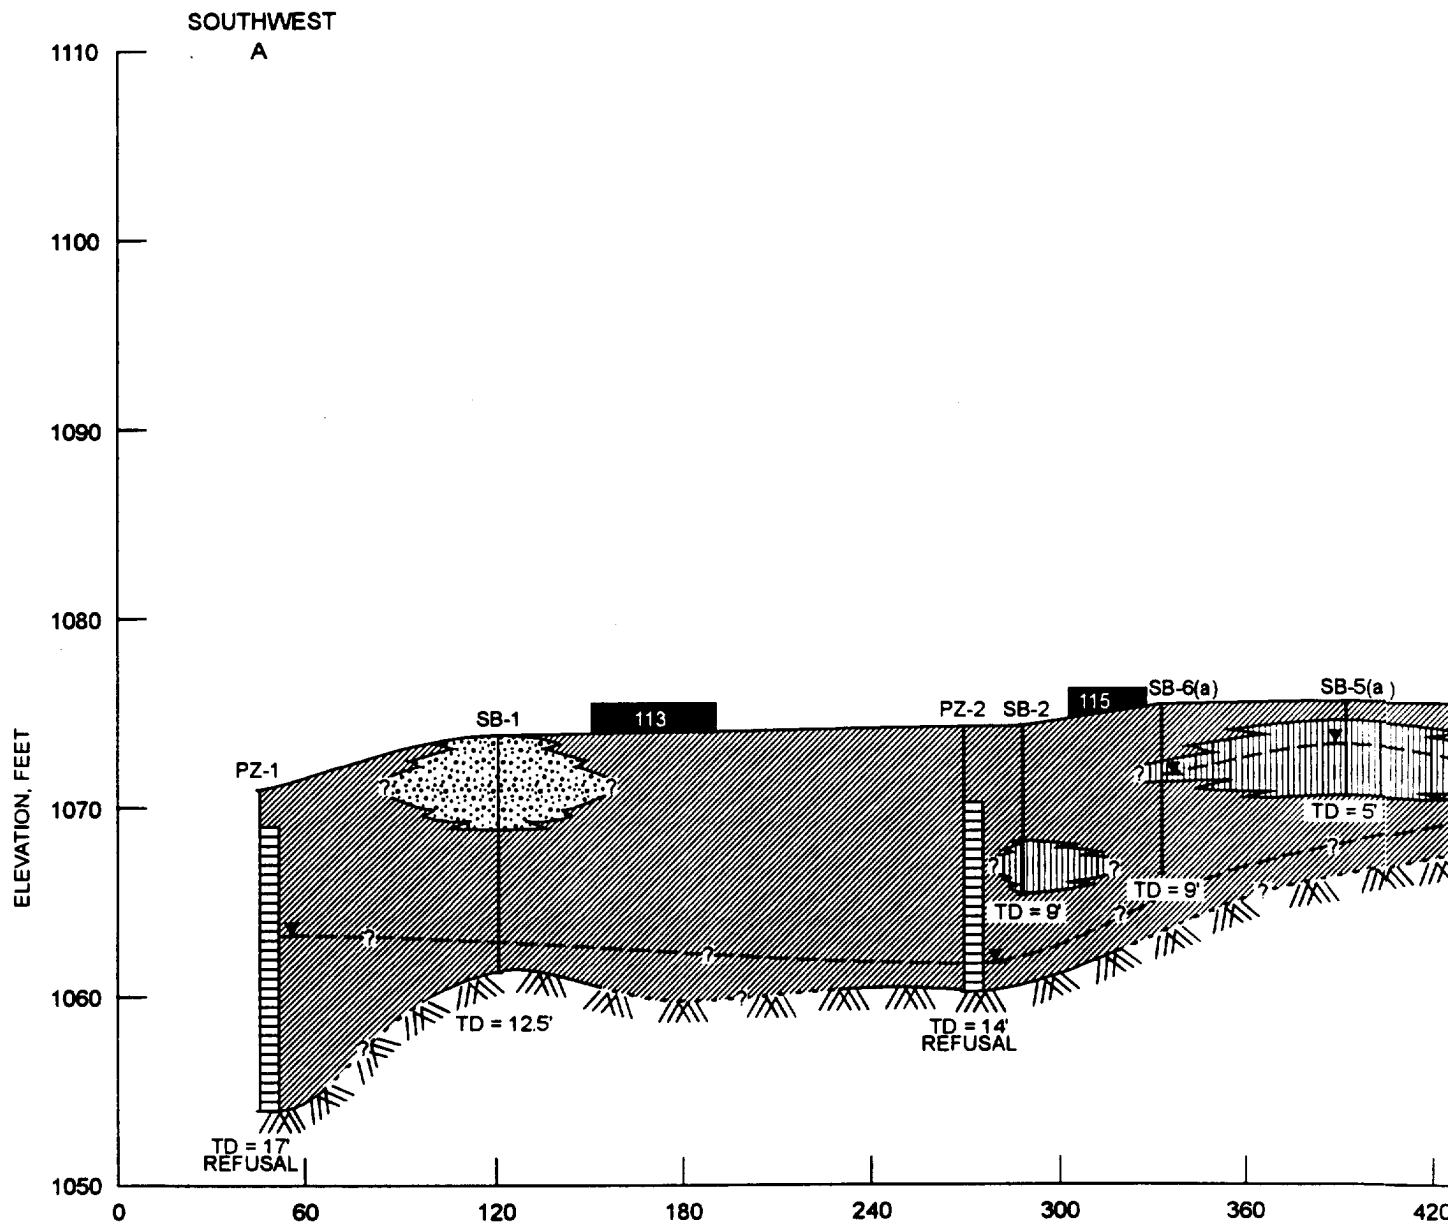 SOUTHWEST
A
1110
1100
1090
1080
1070
1060
1050
ELEVATION, FEET
PZ-1
SB-1
113
PZ-2
SB-2
115
SB-6(a)
SB-5(a)
?
?
?
?
?
?
TD = 5'
?
TD = 9'
?
TD = 9'
?
?
?
?
?
?
TD = 12.5'
TD = 14'
REFUSAL
TD = 17'
REFUSAL
0
60
120
180
240
300
360
420